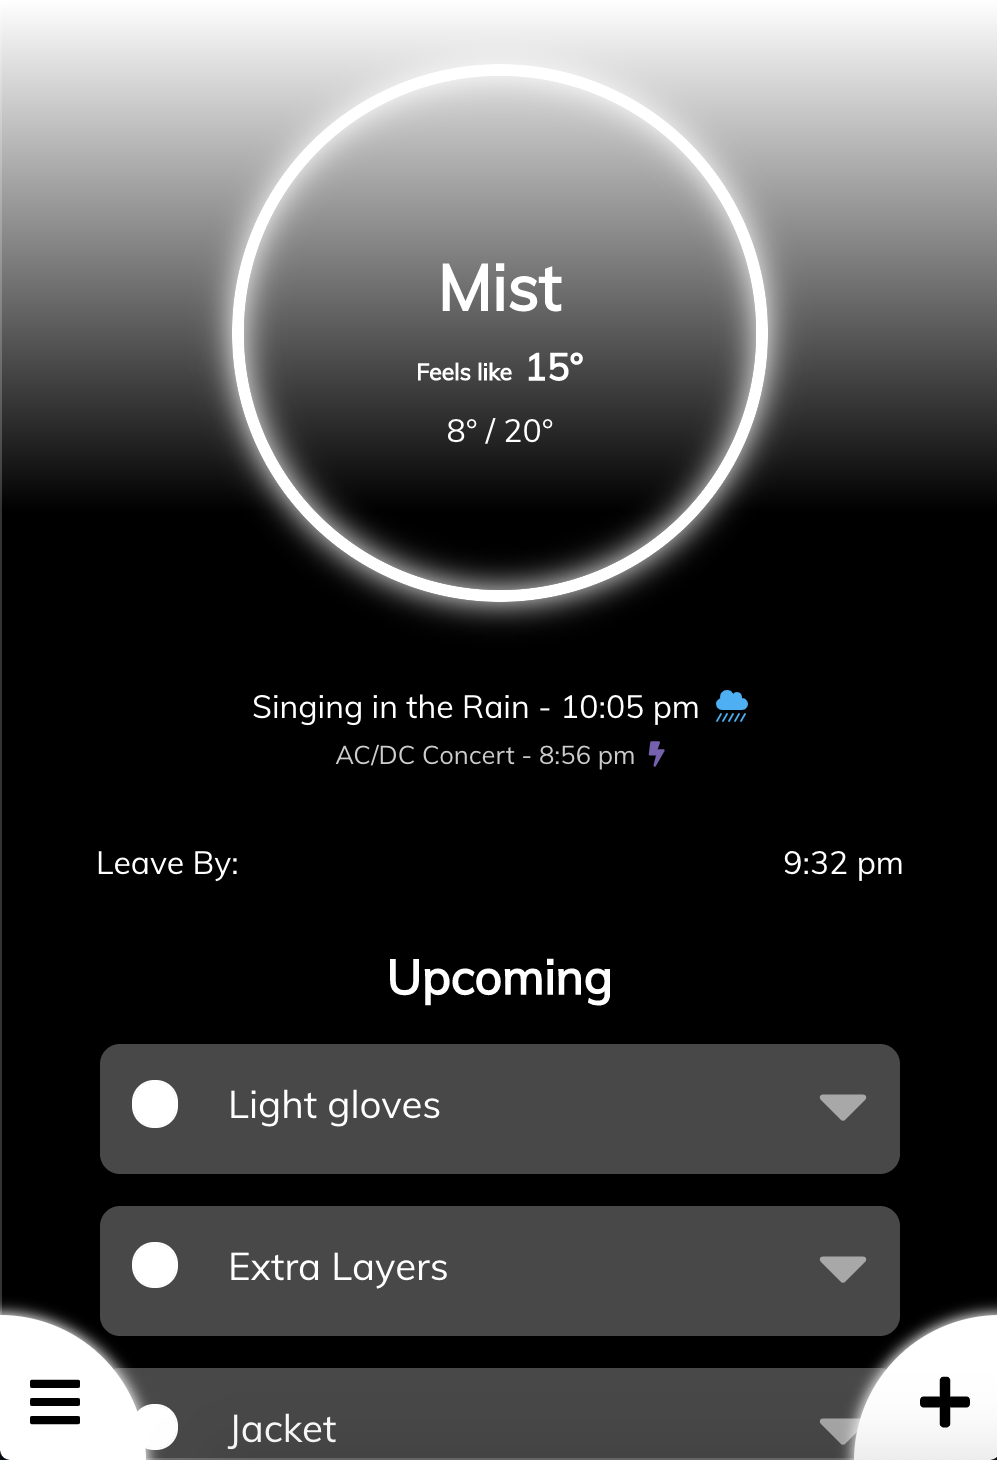 Mist
Feels like 15°
8° / 20°
Singing in the Rain - 10:05 pm
AC/DC Concert - 8:56 pm
Leave By: 9:32 pm
Upcoming
Light gloves
Extra Layers
Jacket